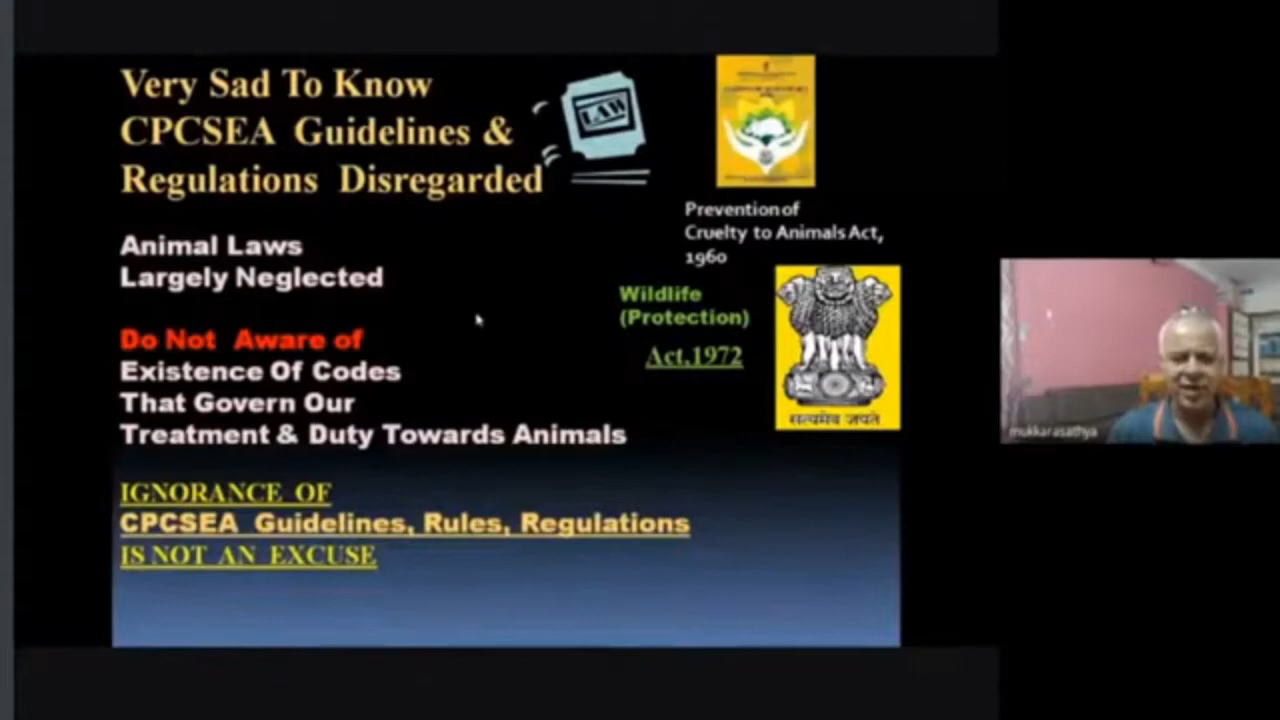 Very Sad To Know
CPCSEA Guidelines &
Regulations Disregarded
LAW
Animal Laws
Largely Neglected
Do Not Aware of
Existence Of Codes
That Govern Our
Treatment & Duty Towards Animals
IGNORANCE OF
CPCSEA Guidelines, Rules, Regulations
IS NOT AN EXCUSE
Prevention of
Cruelty to Animals Act,
1960
Wildlife
(Protection)
Act,1972
सत्यमेव जयते
mukkarasathya